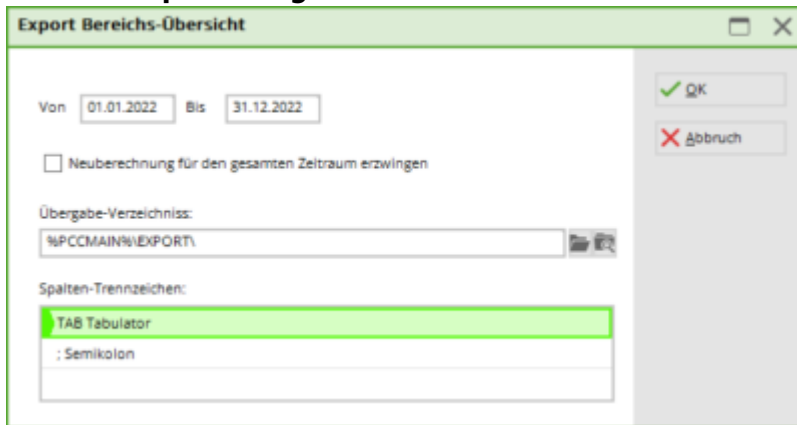 Export Bereichs-Übersicht
Von 01.01.2022 Bis 31.12.2022
OK
Abbruch
Neuberechnung für den gesamten Zeitraum erzwingen
Übergabe-Verzeichniss:
%PCCMAIN%\EXPORT\
Spalten-Trennzeichen:
TAB Tabulator
; Semikolon